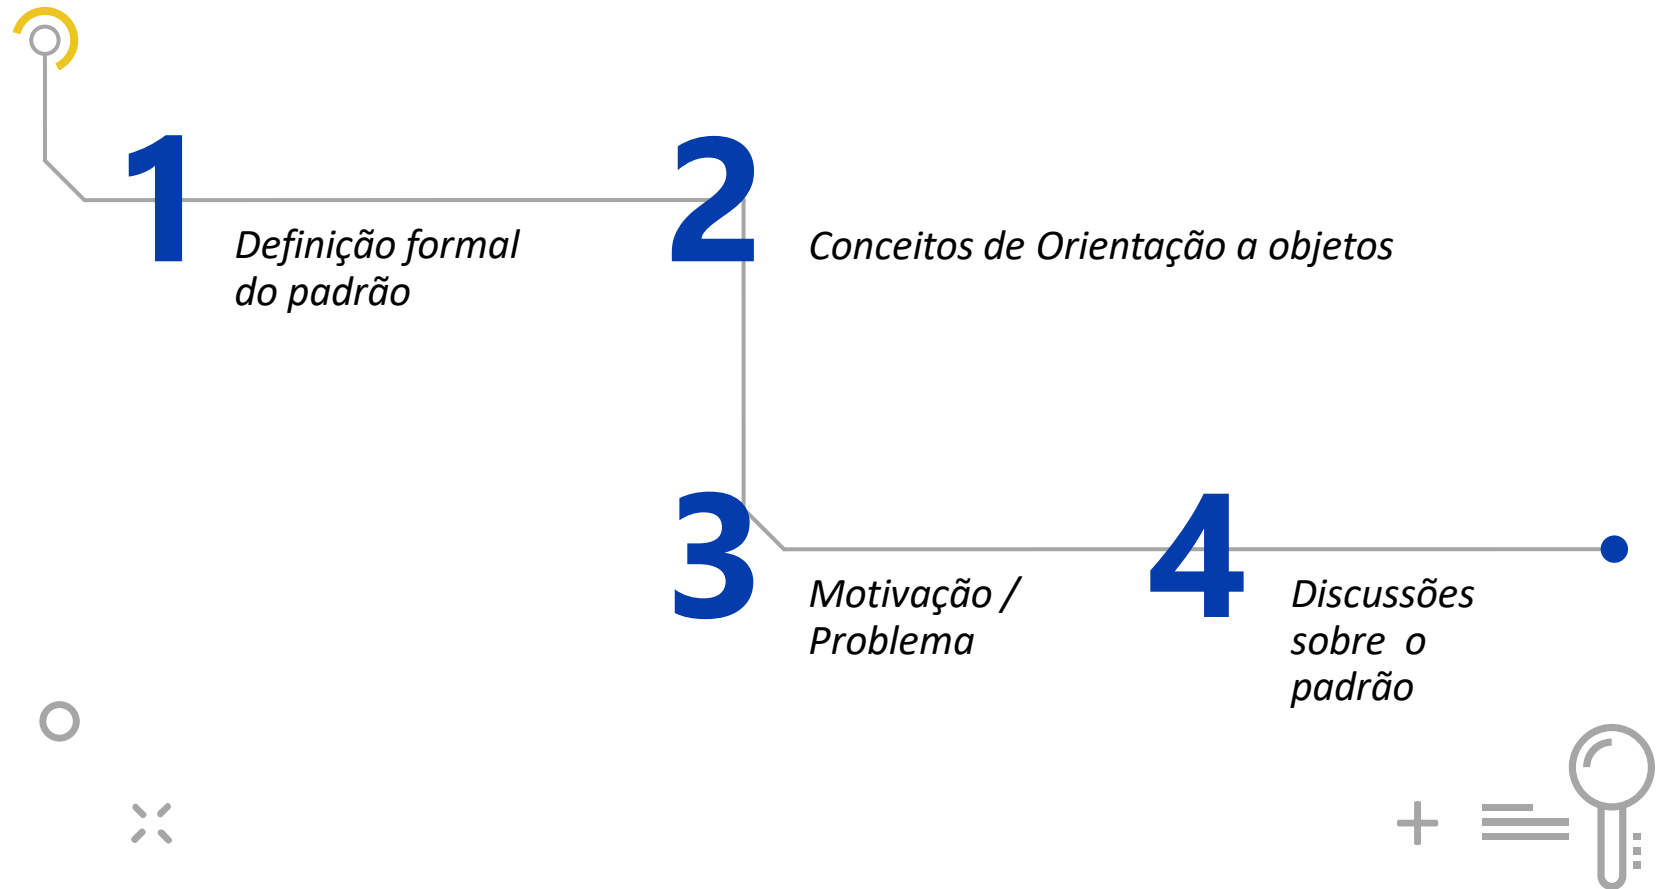 1
Definição formal
do padrão
2
Conceitos de Orientação a objetos
3
Motivação /
Problema
4
Discussões
sobre o
padrão